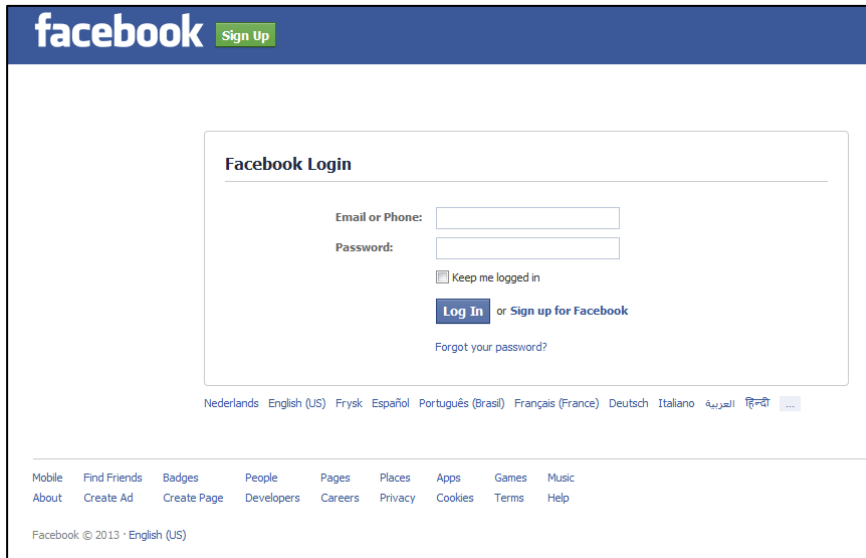 facebook Sign Up
Facebook Login
Email or Phone:
Password:
Keep me logged in
Log In or Sign up for Facebook
Forgot your password?
Nederlands English (US) Frysk Español Português (Brasil) Français (France) Deutsch Italiano العربية हिन्दी ...
Mobile Find Friends Badges People Pages Places Apps Games Music
About Create Ad Create Page Developers Careers Privacy Cookies Terms Help
Facebook © 2013 · English (US)